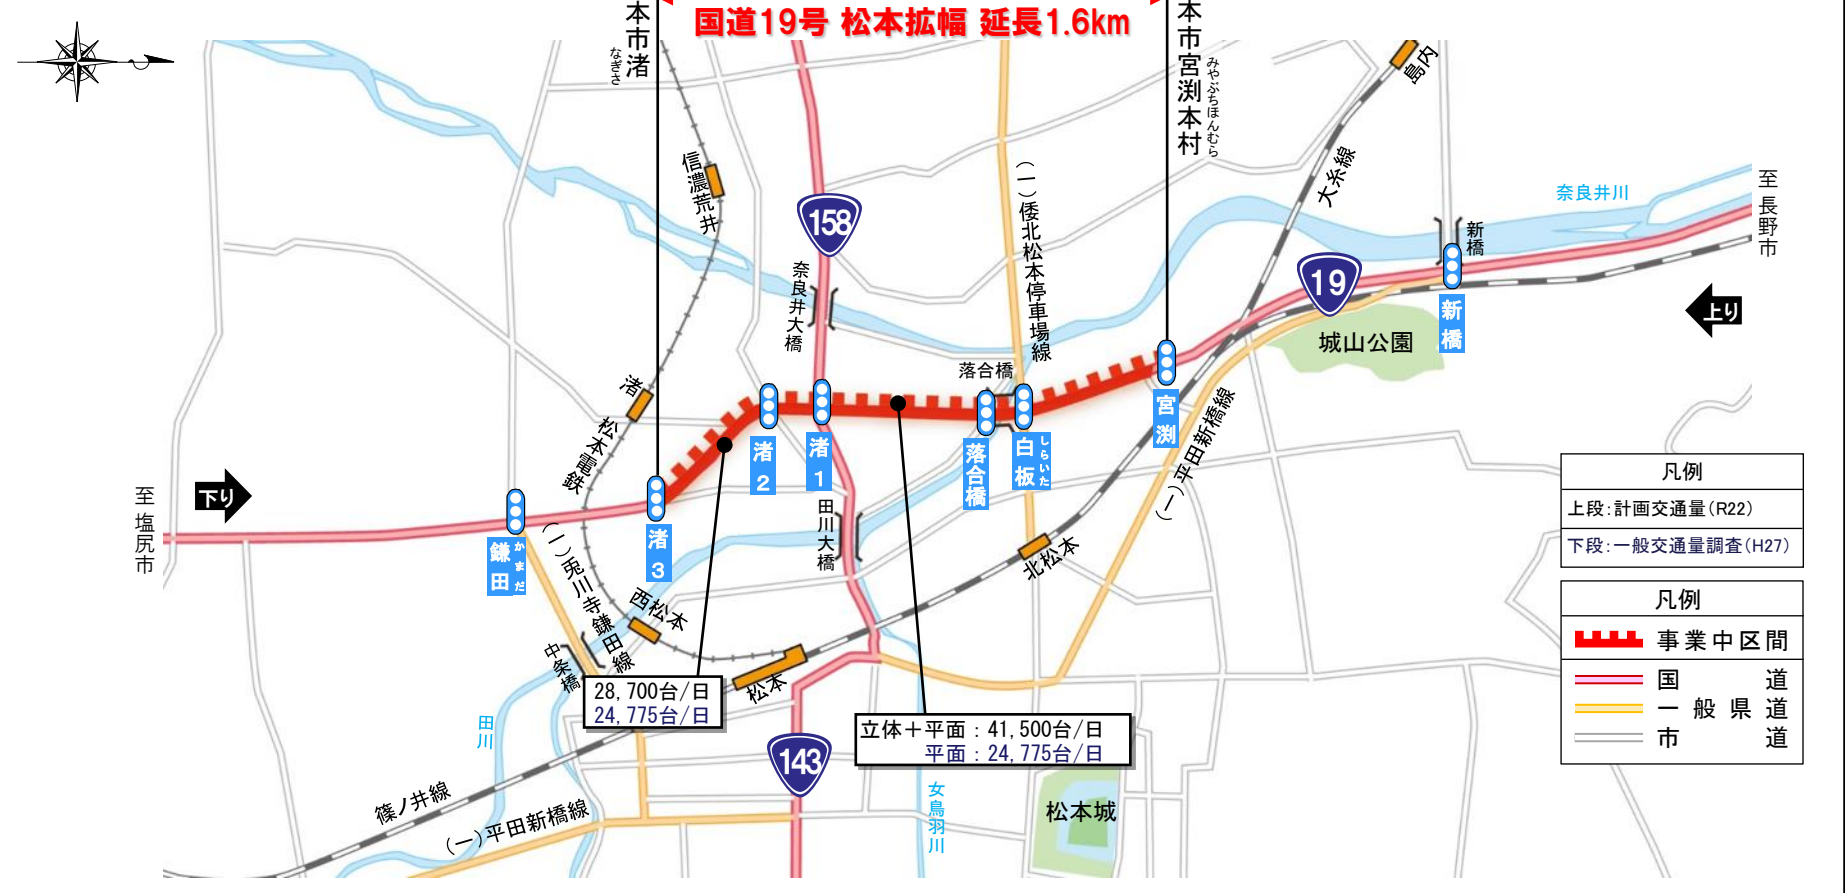 国道19号 松本拡幅 延長1.6km
本市渚
なぎさ
本市宮渕本村
みやぶちほんむら
島内
大糸線
奈良井川
至長野市
新橋
信濃荒井
158
(一)倭北松本停車場線
奈良井大橋
19
上り
新橋
城山公園
落合橋
宮渕
渚
松本電鉄
渚2
渚1
落合橋
白板
しらいた
(一)平田新橋線
下り
至塩尻市
鎌田
かまだ
渚3
田川大橋
北松本
(一)兎川寺鎌田線
西松本
中条橋
松本
28,700台/日
24,775台/日
立体+平面:41,500台/日
平面:24,775台/日
田川
143
篠ノ井線
(一)平田新橋線
女鳥羽川
松本城
凡例
上段:計画交通量(R22)
下段:一般交通量調査(H27)
凡例
事業中区間
国道
一般県道
市道